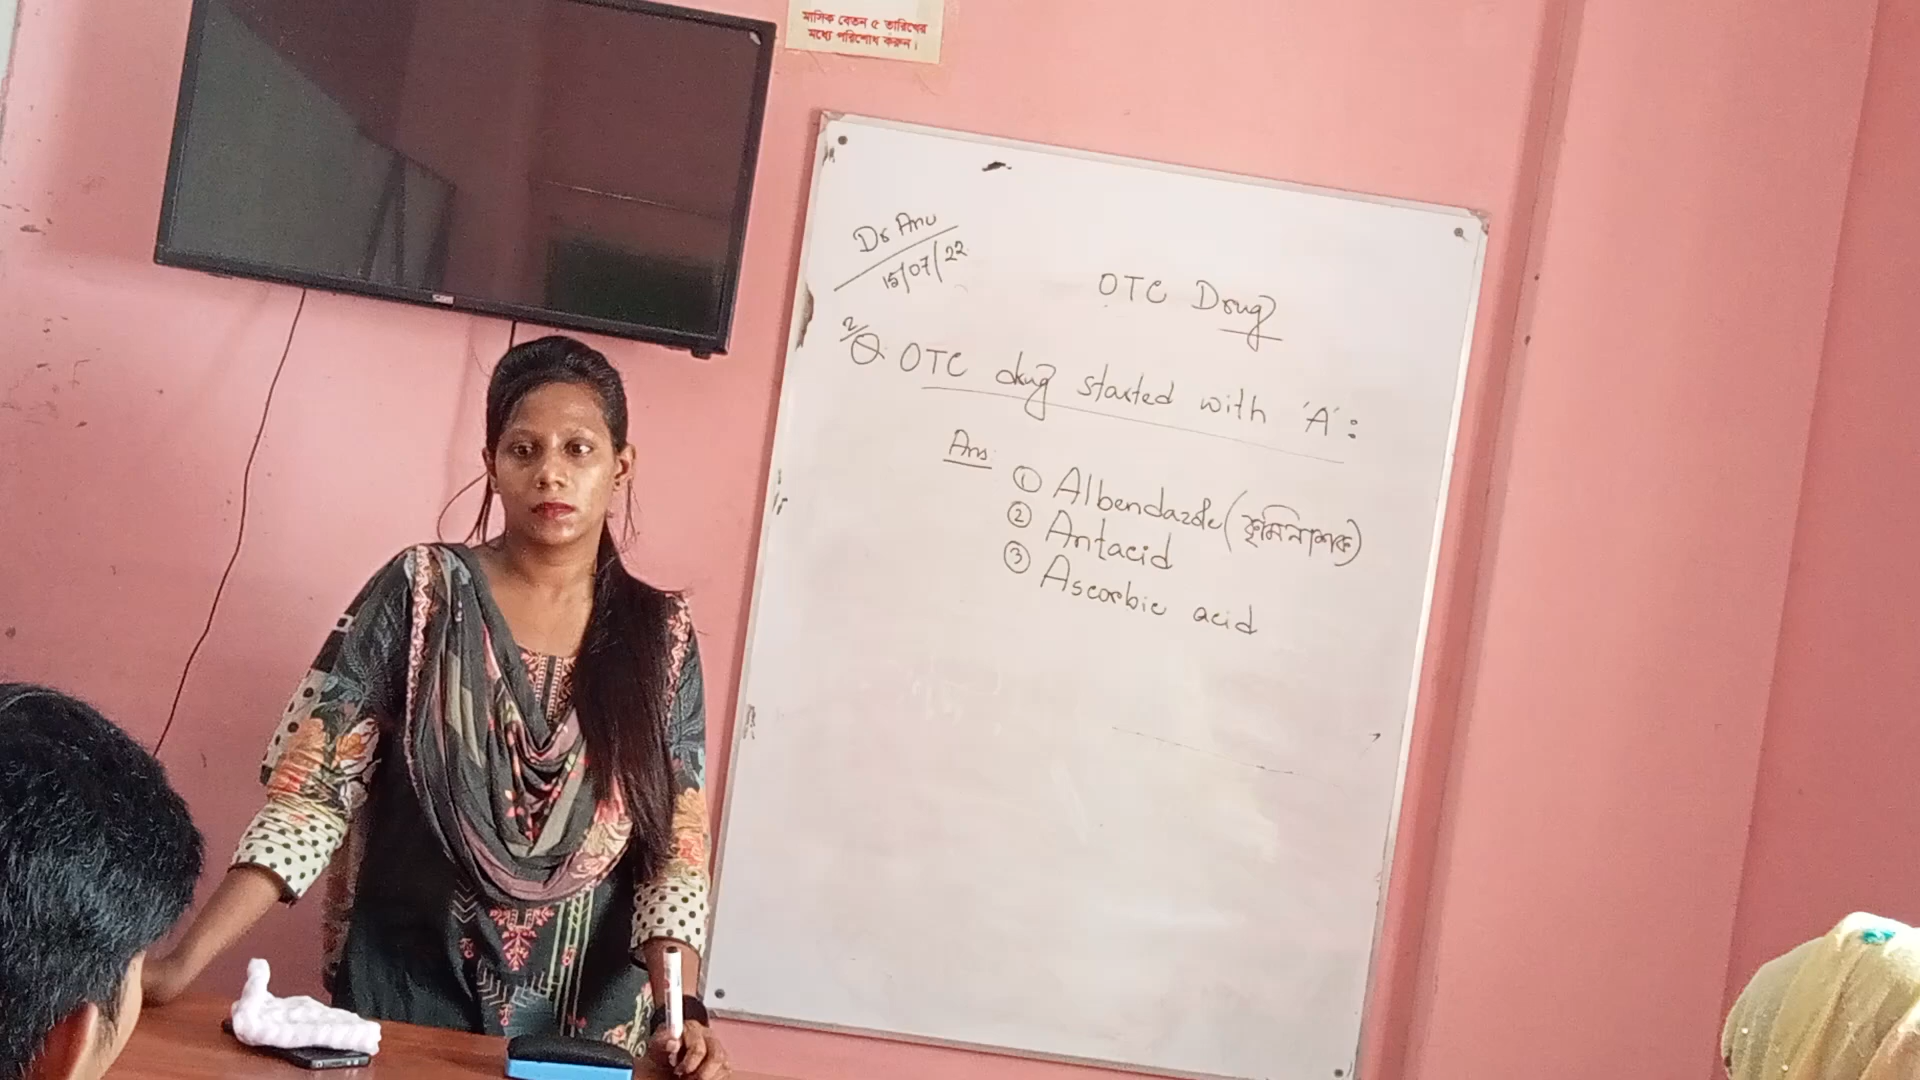 মাসিক বেতন ৫ তারিখের
মধ্যে পরিশোধ করুন।
Dr Anu
15/07/22
OTC Drug
2/Q. OTC drug started with 'A':
Ans:
① Albendazole (কৃমিনাশক)
② Antacid
③ Ascorbic acid